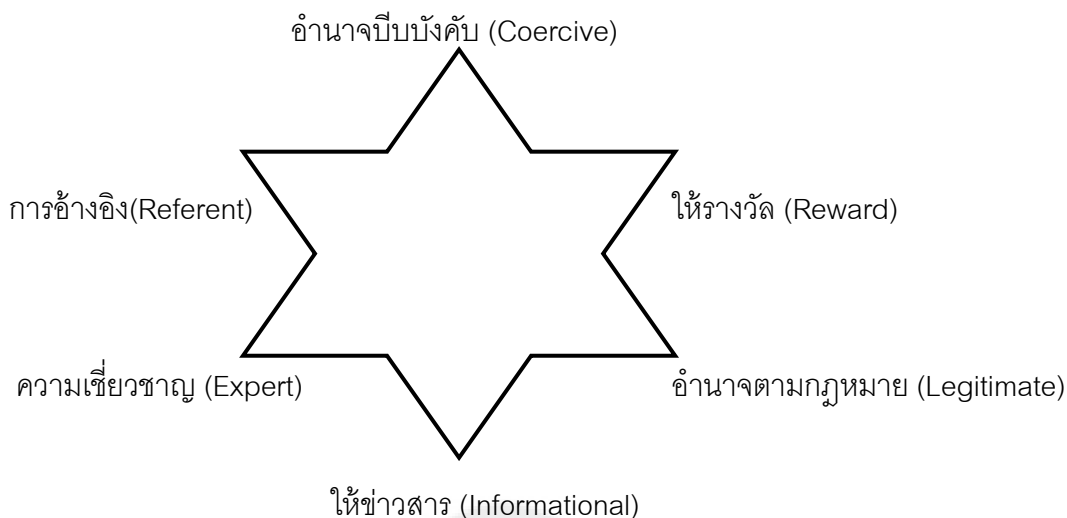 อำนาจบีบบังคับ (Coercive)
การอ้างอิง(Referent)
ให้รางวัล (Reward)
ความเชี่ยวชาญ (Expert)
อำนาจตามกฎหมาย (Legitimate)
ให้ข่าวสาร (Informational)